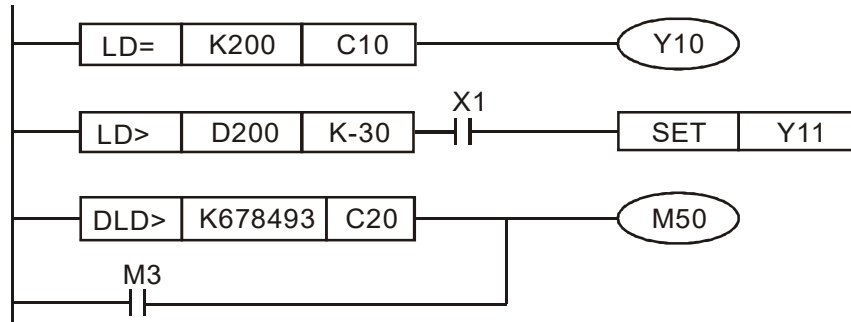 LD= K200 C10 Y10
X1
LD> D200 K-30 SET Y11
DLD> K678493 C20 M50
M3